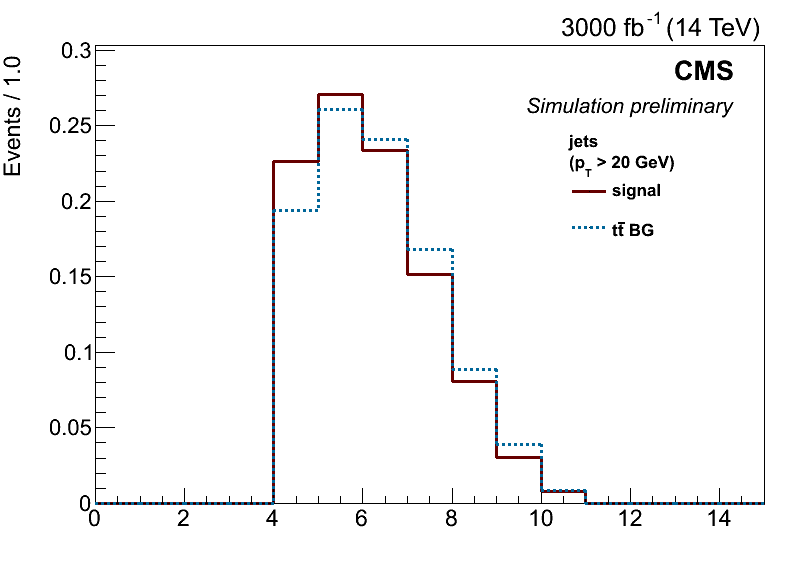 3000 fb-1 (14 TeV)
CMS
Simulation preliminary
jets
(pT > 20 GeV)
signal
tt̄ BG
Events / 1.0
0.3
0.25
0.2
0.15
0.1
0.05
0
0 2 4 6 8 10 12 14